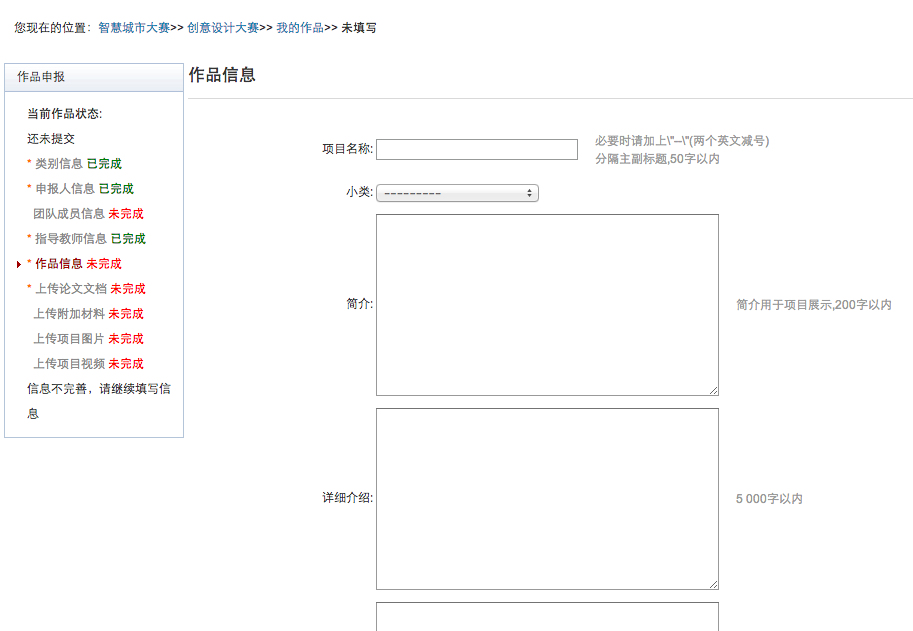 您现在的位置：智慧城市大赛>> 创意设计大赛>> 我的作品>> 未填写
作品申报
当前作品状态:
还未提交
* 类别信息 已完成
* 申报人信息 已完成
团队成员信息 未完成
* 指导教师信息 已完成
* 作品信息 未完成
* 上传论文文档 未完成
上传附加材料 未完成
上传项目图片 未完成
上传项目视频 未完成
信息不完善，请继续填写信
息
作品信息
项目名称:
必要时请加上\"--\"(两个英文减号)
分隔主副标题,50字以内
小类:
---------
简介:
简介用于项目展示,200字以内
详细介绍:
5 000字以内